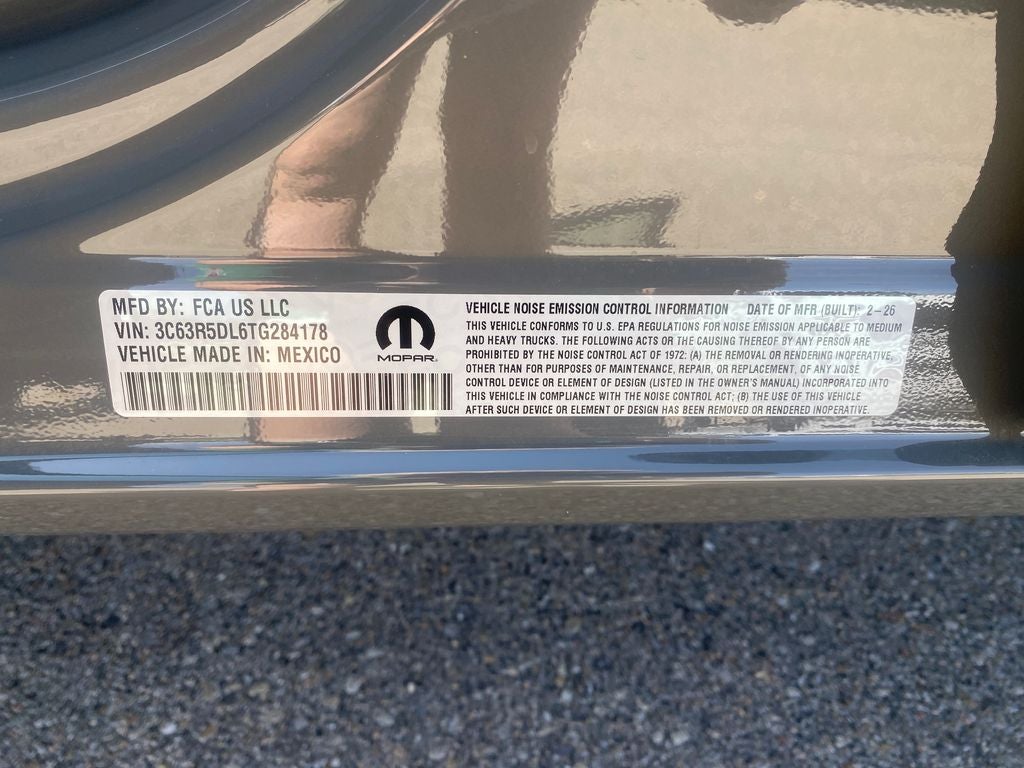 MFD BY: FCA US LLC
VIN: 3C63R5DL6TG284178
VEHICLE MADE IN: MEXICO
MOPAR
VEHICLE NOISE EMISSION CONTROL INFORMATION DATE OF MFR (BUILT): 2-26
THIS VEHICLE CONFORMS TO U.S. EPA REGULATIONS FOR NOISE EMISSION APPLICABLE TO MEDIUM
AND HEAVY TRUCKS. THE FOLLOWING ACTS OR THE CAUSING THEREOF BY ANY PERSON ARE
PROHIBITED BY THE NOISE CONTROL ACT OF 1972: (A) THE REMOVAL OR RENDERING INOPERATIVE,
OTHER THAN FOR PURPOSES OF MAINTENANCE, REPAIR, OR REPLACEMENT, OF ANY NOISE
CONTROL DEVICE OR ELEMENT OF DESIGN (LISTED IN THE OWNER'S MANUAL) INCORPORATED INTO
THIS VEHICLE IN COMPLIANCE WITH THE NOISE CONTROL ACT; (B) THE USE OF THIS VEHICLE
AFTER SUCH DEVICE OR ELEMENT OF DESIGN HAS BEEN REMOVED OR RENDERED INOPERATIVE.